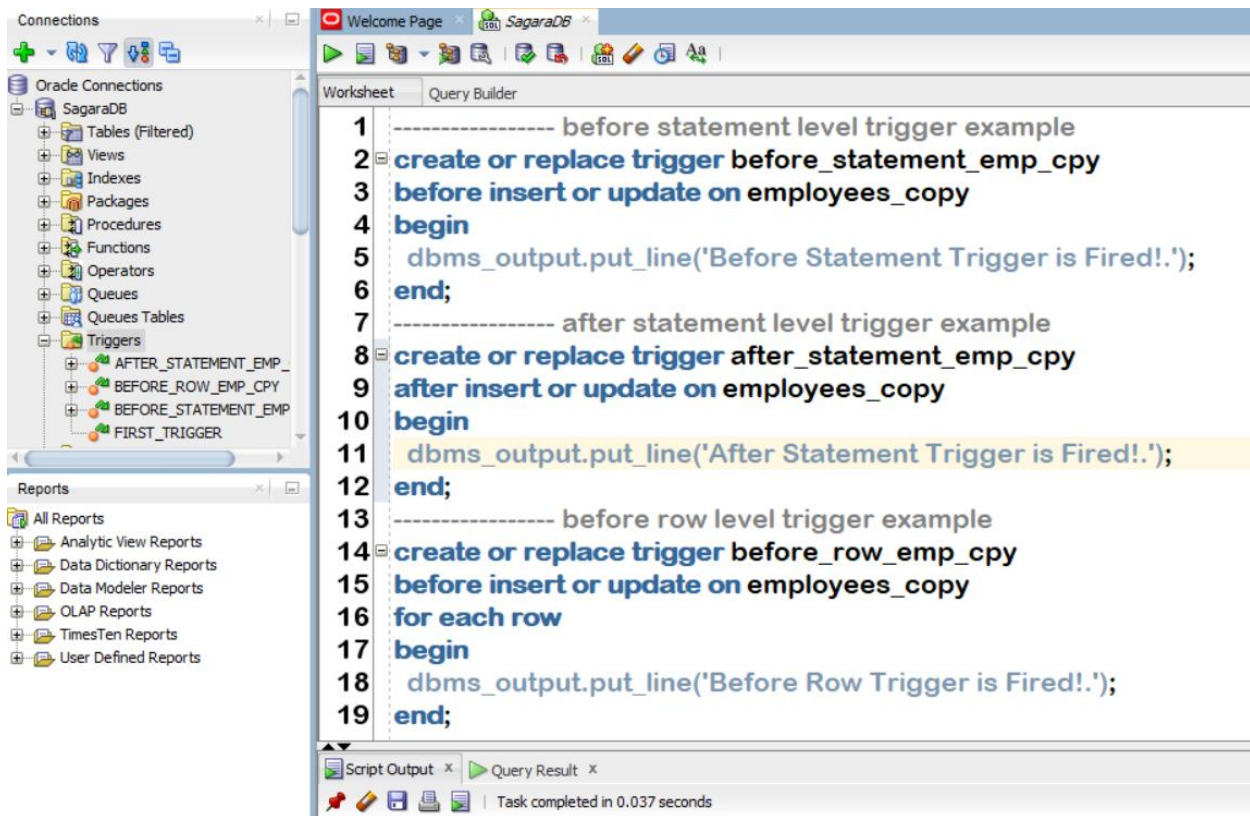 Connections
Oracle Connections
SagaraDB
Tables (Filtered)
Views
Indexes
Packages
Procedures
Functions
Operators
Queues
Queues Tables
Triggers
AFTER_STATEMENT_EMP_
BEFORE_ROW_EMP_CPY
BEFORE_STATEMENT_EMP
FIRST_TRIGGER
Reports
All Reports
Analytic View Reports
Data Dictionary Reports
Data Modeler Reports
OLAP Reports
TimesTen Reports
User Defined Reports
Welcome Page
SagaraDB
Worksheet Query Builder
1 ----------------- before statement level trigger example
2 create or replace trigger before_statement_emp_cpy
3 before insert or update on employees_copy
4 begin
5 dbms_output.put_line('Before Statement Trigger is Fired!.');
6 end;
7 ----------------- after statement level trigger example
8 create or replace trigger after_statement_emp_cpy
9 after insert or update on employees_copy
10 begin
11 dbms_output.put_line('After Statement Trigger is Fired!.');
12 end;
13 ----------------- before row level trigger example
14 create or replace trigger before_row_emp_cpy
15 before insert or update on employees_copy
16 for each row
17 begin
18 dbms_output.put_line('Before Row Trigger is Fired!.');
19 end;
Script Output x Query Result x
Task completed in 0.037 seconds